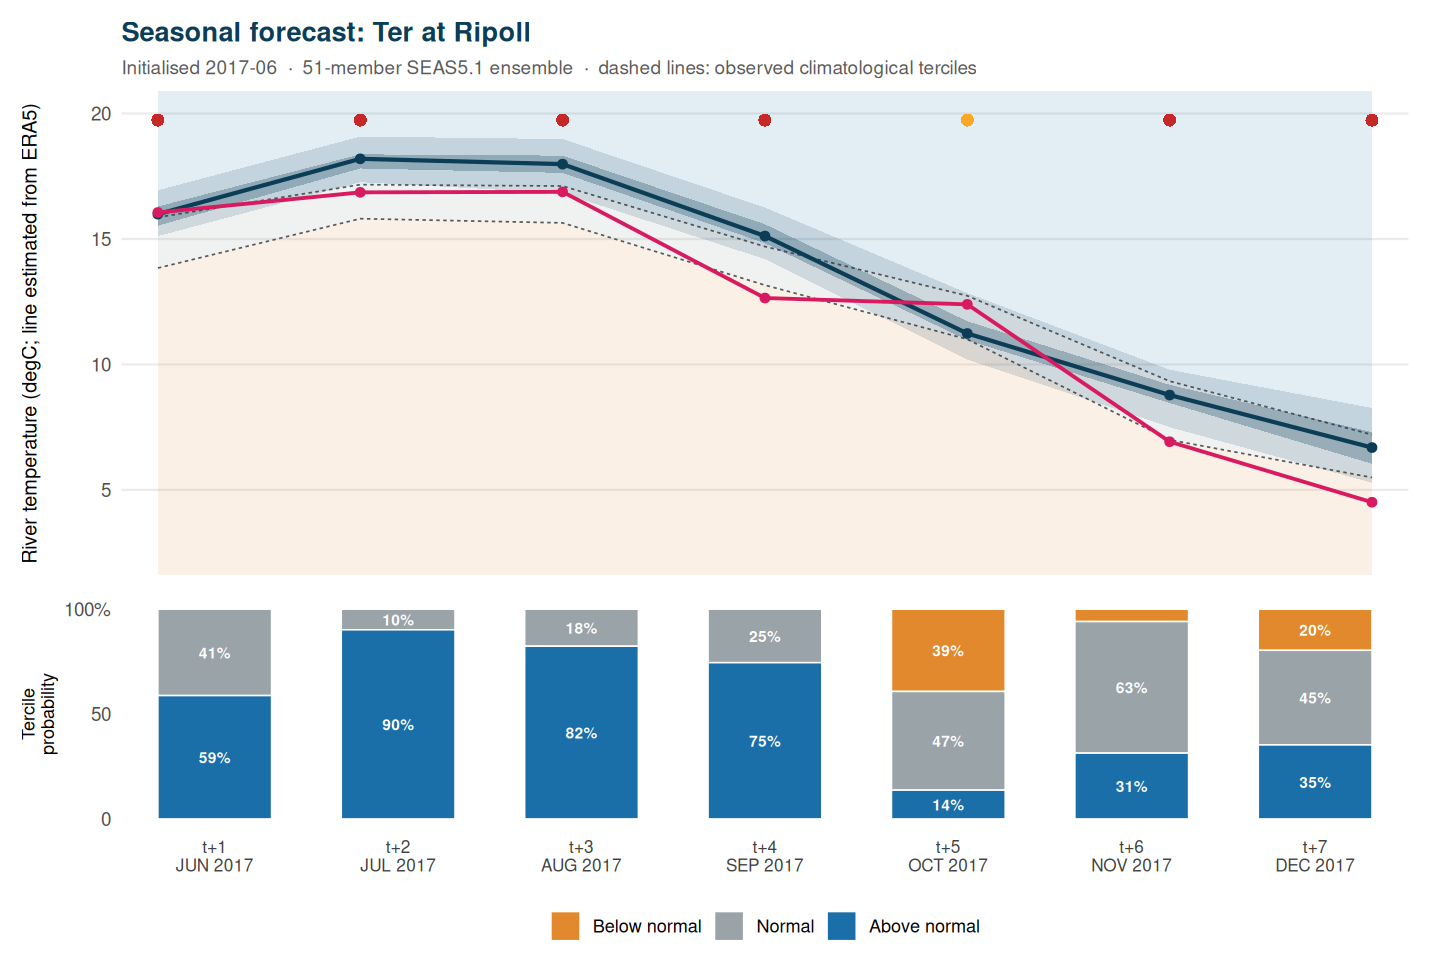 Seasonal forecast: Ter at Ripoll
Initialised 2017-06 · 51-member SEAS5.1 ensemble · dashed lines: observed climatological terciles
River temperature (degC; line estimated from ERA5)
20
15
10
5
Tercile
probability
100%
50
0
41%
59%
10%
90%
18%
82%
25%
75%
39%
47%
14%
63%
31%
20%
45%
35%
t+1
JUN 2017
t+2
JUL 2017
t+3
AUG 2017
t+4
SEP 2017
t+5
OCT 2017
t+6
NOV 2017
t+7
DEC 2017
Below normal
Normal
Above normal